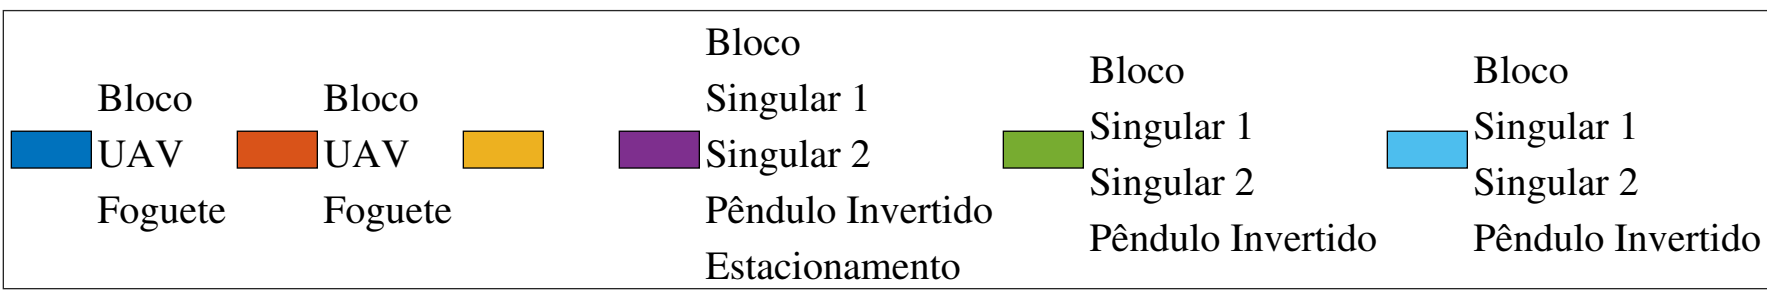 Bloco
UAV
Foguete
Bloco
UAV
Foguete
Bloco
Singular 1
Singular 2
Pêndulo Invertido
Estacionamento
Bloco
Singular 1
Singular 2
Pêndulo Invertido
Bloco
Singular 1
Singular 2
Pêndulo Invertido